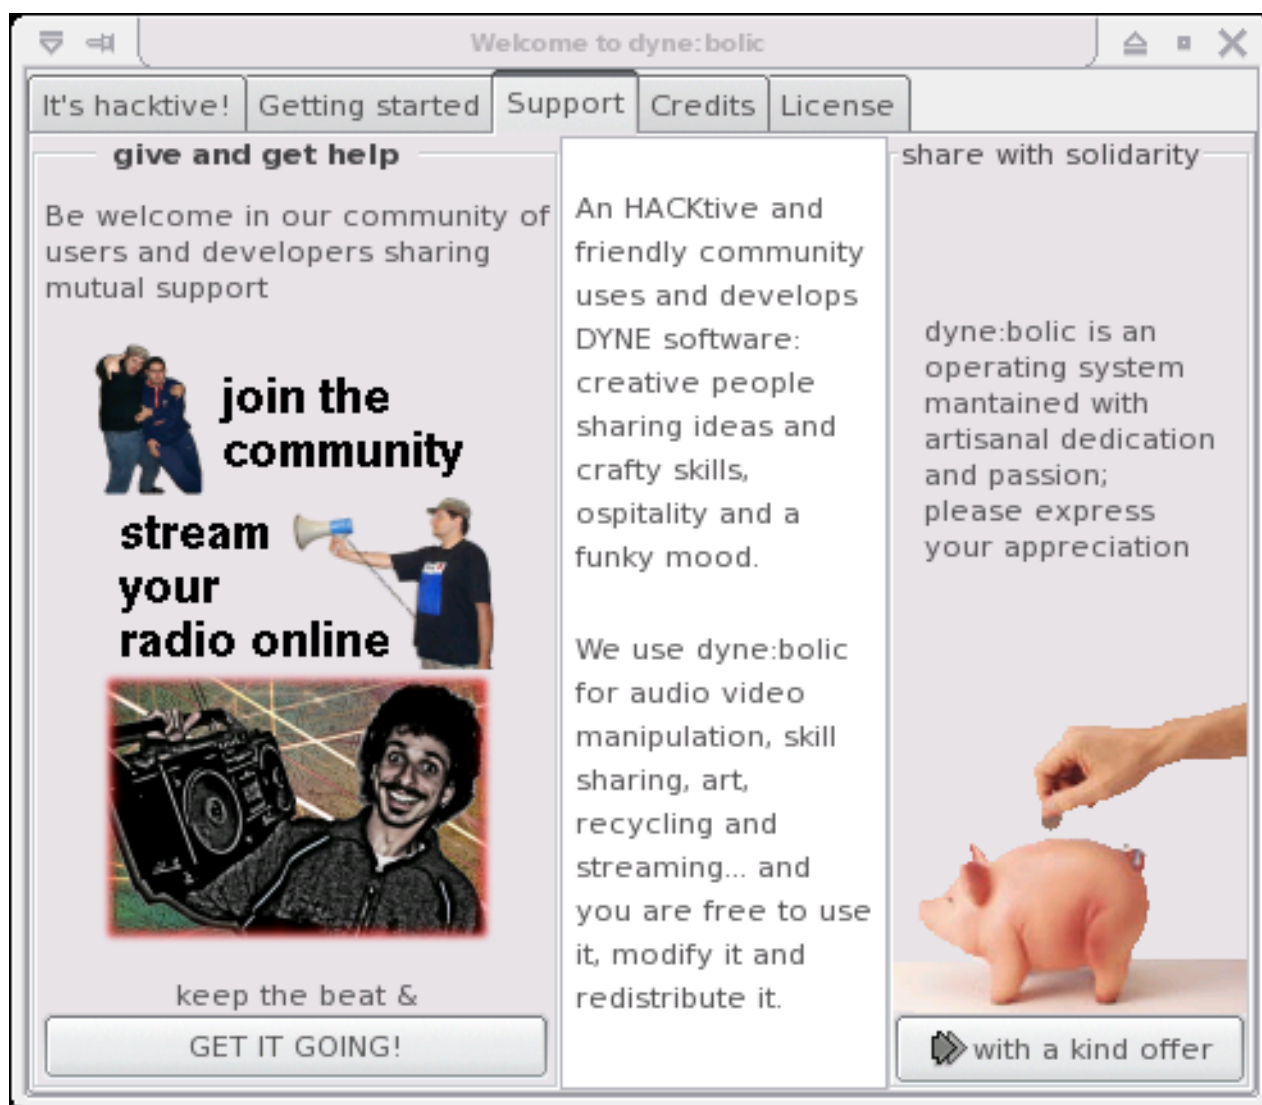 Welcome to dyne:bolic
It's hacktive!
Getting started
Support
Credits
License
give and get help
Be welcome in our community of
users and developers sharing
mutual support
join the
community
stream
your
radio online
keep the beat &
GET IT GOING!
An HACKtive and
friendly community
uses and develops
DYNE software:
creative people
sharing ideas and
crafty skills,
ospitality and a
funky mood.
We use dyne:bolic
for audio video
manipulation, skill
sharing, art,
recycling and
streaming... and
you are free to use
it, modify it and
redistribute it.
share with solidarity
dyne:bolic is an
operating system
mantained with
artisanal dedication
and passion;
please express
your appreciation
with a kind offer